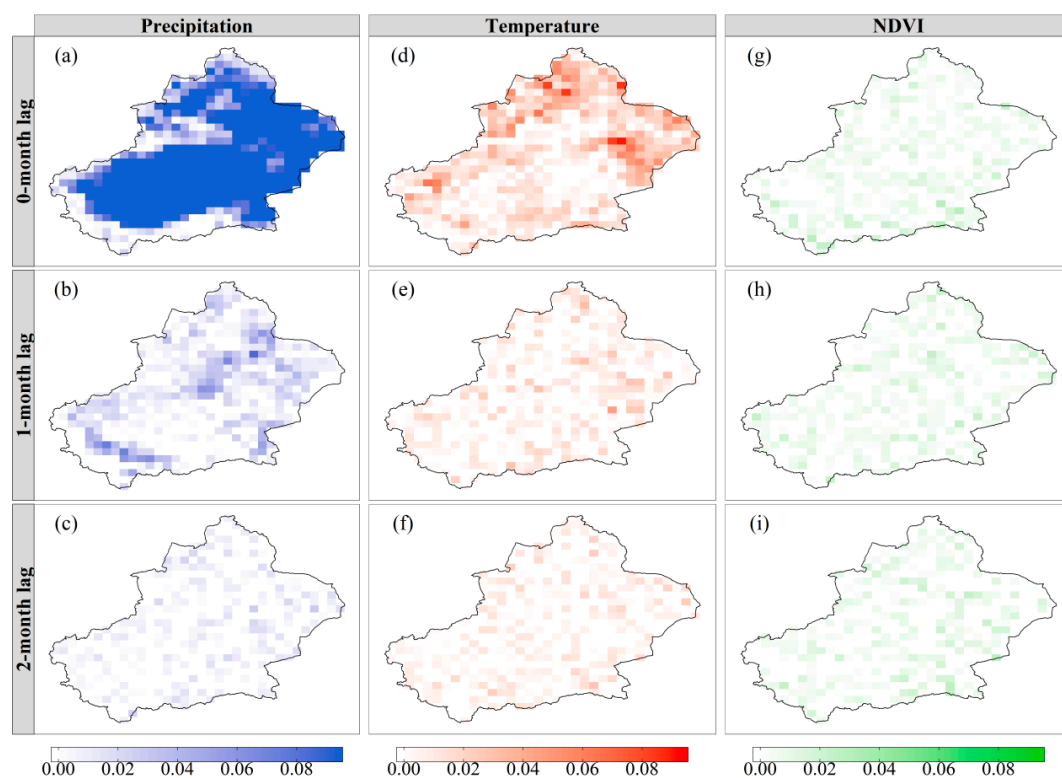 Precipitation Temperature NDVI
0-month lag
(a) (d) (g)
1-month lag
(b) (e) (h)
2-month lag
(c) (f) (i)
0.00 0.02 0.04 0.06 0.08
0.00 0.02 0.04 0.06 0.08
0.00 0.02 0.04 0.06 0.08